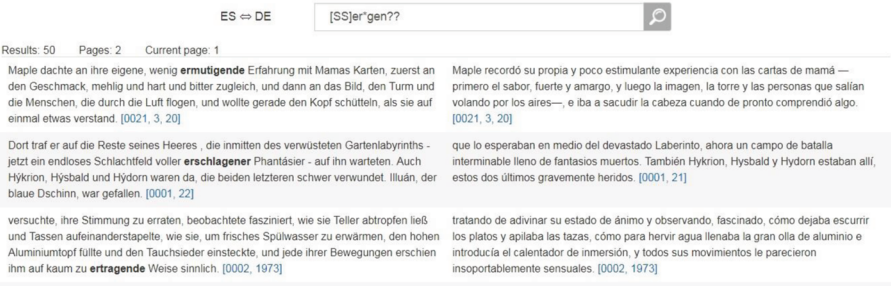 ES ⇔ DE
[SS]er*gen??
Results: 50 Pages: 2 Current page: 1
Maple dachte an ihre eigene, wenig ermutigende Erfahrung mit Mamas Karten, zuerst an
den Geschmack, mehlig und hart und bitter zugleich, und dann an das Bild, den Turm und
die Menschen, die durch die Luft flogen, und wollte gerade den Kopf schütteln, als sie auf
einmal etwas verstand. [0021, 3, 20]
Maple recordó su propia y poco estimulante experiencia con las cartas de mamá —
primero el sabor, fuerte y amargo, y luego la imagen, la torre y las personas que salían
volando por los aires—, e iba a sacudir la cabeza cuando de pronto comprendió algo.
[0021, 3, 20]
Dort traf er auf die Reste seines Heeres , die inmitten des verwüsteten Gartenlabyrinths -
jetzt ein endloses Schlachtfeld voller erschlagener Phantásier - auf ihn warteten. Auch
Hýkrion, Hýsbald und Hýdorn waren da, die beiden letzteren schwer verwundet. Illuán, der
blaue Dschinn, war gefallen. [0001, 22]
que lo esperaban en medio del devastado Laberinto, ahora un campo de batalla
interminable lleno de fantasios muertos. También Hykrion, Hysbald y Hydorn estaban allí,
estos dos últimos gravemente heridos. [0001, 21]
versuchte, ihre Stimmung zu erraten, beobachtete fasziniert, wie sie Teller abtropfen ließ
und Tassen aufeinanderstapelte, wie sie, um frisches Spülwasser zu erwärmen, den hohen
Aluminiumtopf füllte und den Tauchsieder einsteckte, und jede ihrer Bewegungen erschien
ihm auf kaum zu ertragende Weise sinnlich. [0002, 1973]
tratando de adivinar su estado de ánimo y observando, fascinado, cómo dejaba escurrir
los platos y apilaba las tazas, cómo para hervir agua llenaba la gran olla de aluminio e
introducía el calentador de inmersión, y todos sus movimientos le parecieron
insoportablemente sensuales. [0002, 1973]